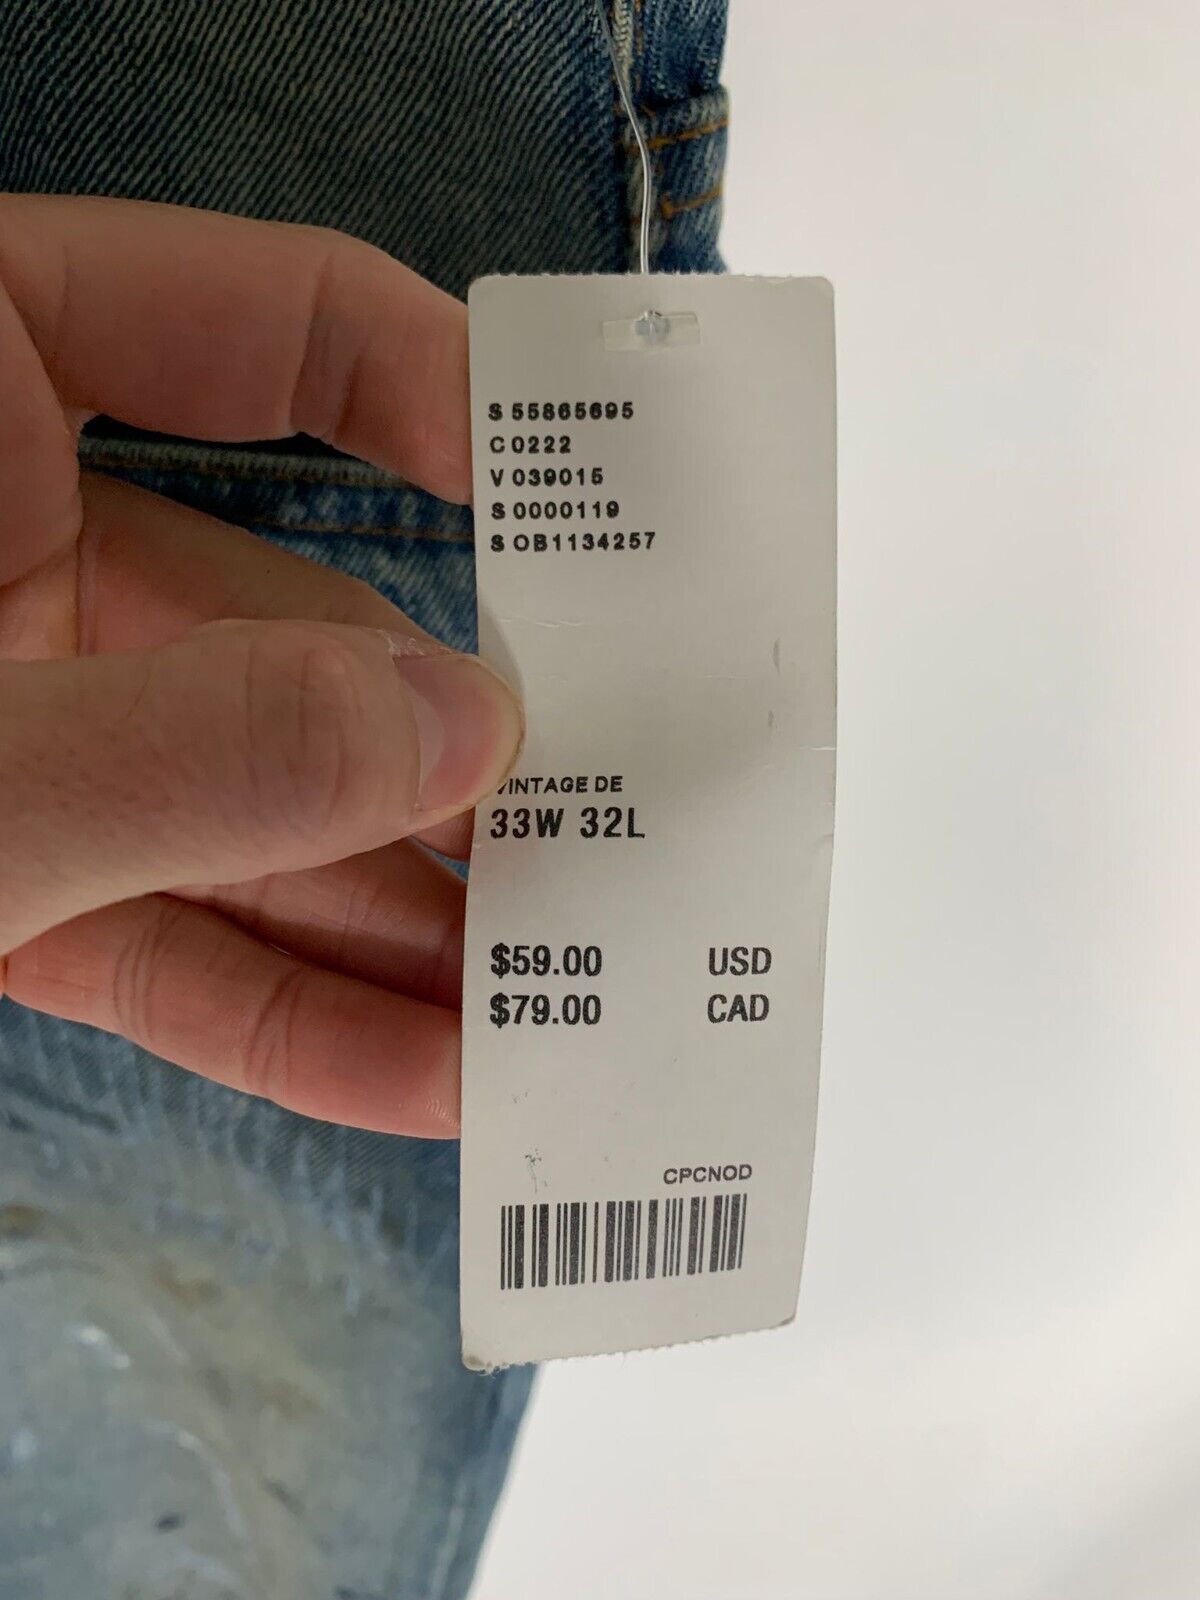 S 55865695
C 0222
V 039015
S 0000119
S OB1134257
VINTAGE DE
33W 32L
$59.00 USD
$79.00 CAD
CPCNOD